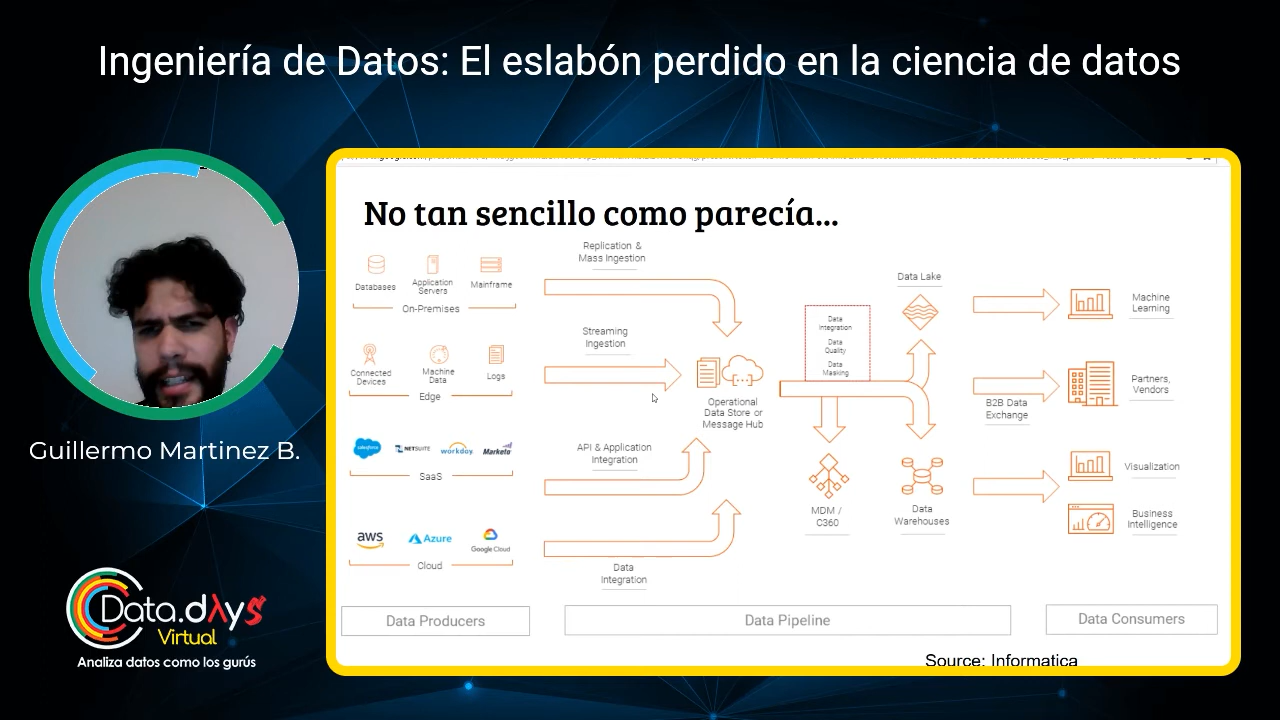 Ingeniería de Datos: El eslabón perdido en la ciencia de datos
No tan sencillo como parecía...
Databases
Application
Servers
Mainframe
On-Premises
Connected
Devices
Machine
Data
Logs
Edge
salesforce
NETSUITE
workday
Marketo
SaaS
aws
Azure
Google Cloud
Cloud
Replication &
Mass Ingestion
Streaming
Ingestion
API & Application
Integration
Data
Integration
Operational
Data Store or
Message Hub
Data
Integration
Data
Quality
Data
Masking
Data Lake
MDM /
C360
Data
Warehouses
B2B Data
Exchange
Machine
Learning
Partners,
Vendors
Visualization
Business
Intelligence
Data Producers
Data Pipeline
Data Consumers
Source: Informatica
Guillermo Martinez B.
Data.dAys
Virtual
Analiza datos como los gurús